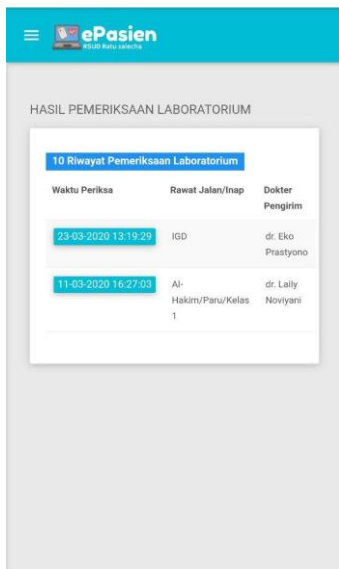 ePasien
RSUD Ratu zalecha
HASIL PEMERIKSAAN LABORATORIUM
10 Riwayat Pemeriksaan Laboratorium
Waktu Periksa Rawat Jalan/Inap Dokter
Pengirim
23-03-2020 13:19:29 IGD dr. Eko
Prastyono
11-03-2020 16:27:03 Al- dr. Laily
Hakim/Paru/Kelas Noviyani
1